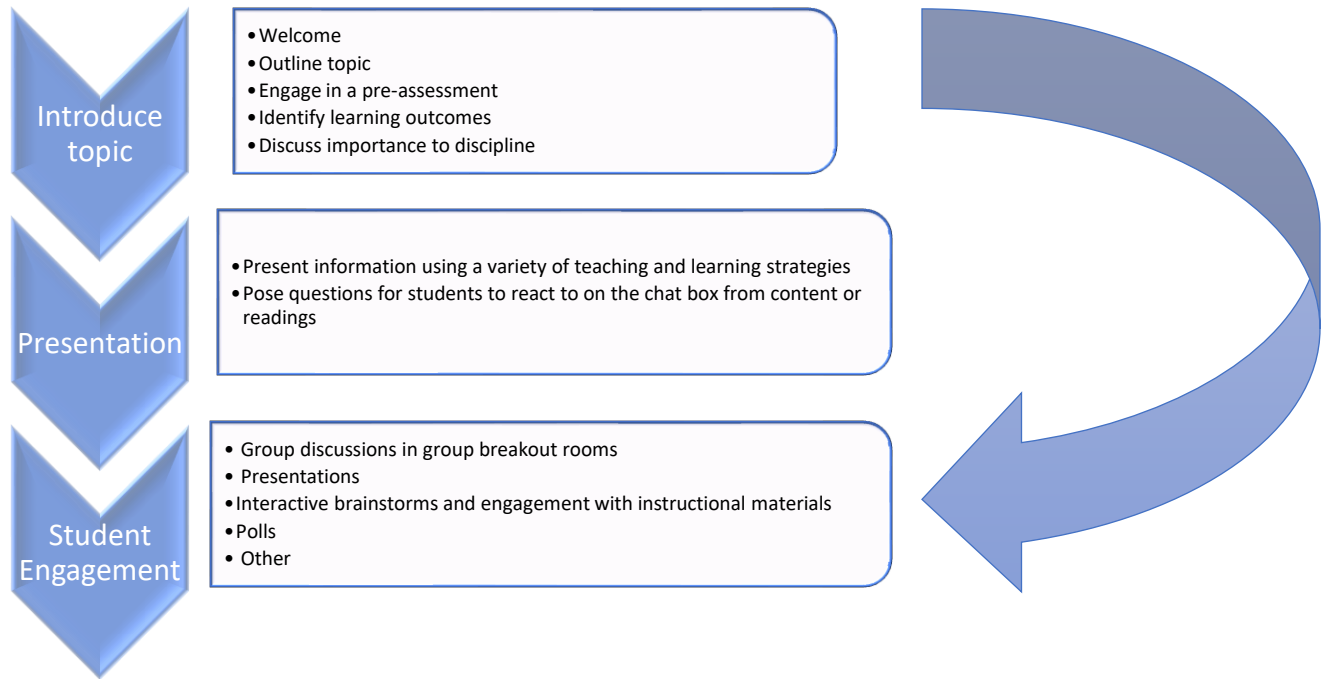 Introduce
topic
•Welcome
•Outline topic
•Engage in a pre-assessment
•Identify learning outcomes
•Discuss importance to discipline
Presentation
•Present information using a variety of teaching and learning strategies
•Pose questions for students to react to on the chat box from content or
readings
Student
Engagement
• Group discussions in group breakout rooms
• Presentations
•Interactive brainstorms and engagement with instructional materials
•Polls
• Other